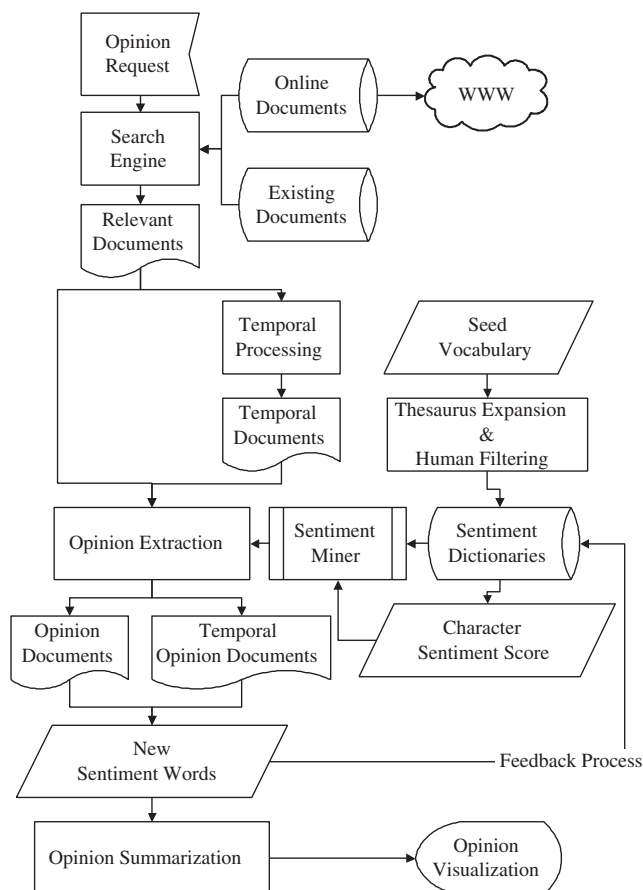 Opinion
Request
Online
Documents
WWW
Search
Engine
Existing
Documents
Relevant
Documents
Temporal
Processing
Seed
Vocabulary
Temporal
Documents
Thesaurus Expansion
&
Human Filtering
Opinion Extraction
Sentiment
Miner
Sentiment
Dictionaries
Opinion
Documents
Temporal
Opinion Documents
Character
Sentiment Score
New
Sentiment Words
Feedback Process
Opinion Summarization
Opinion
Visualization